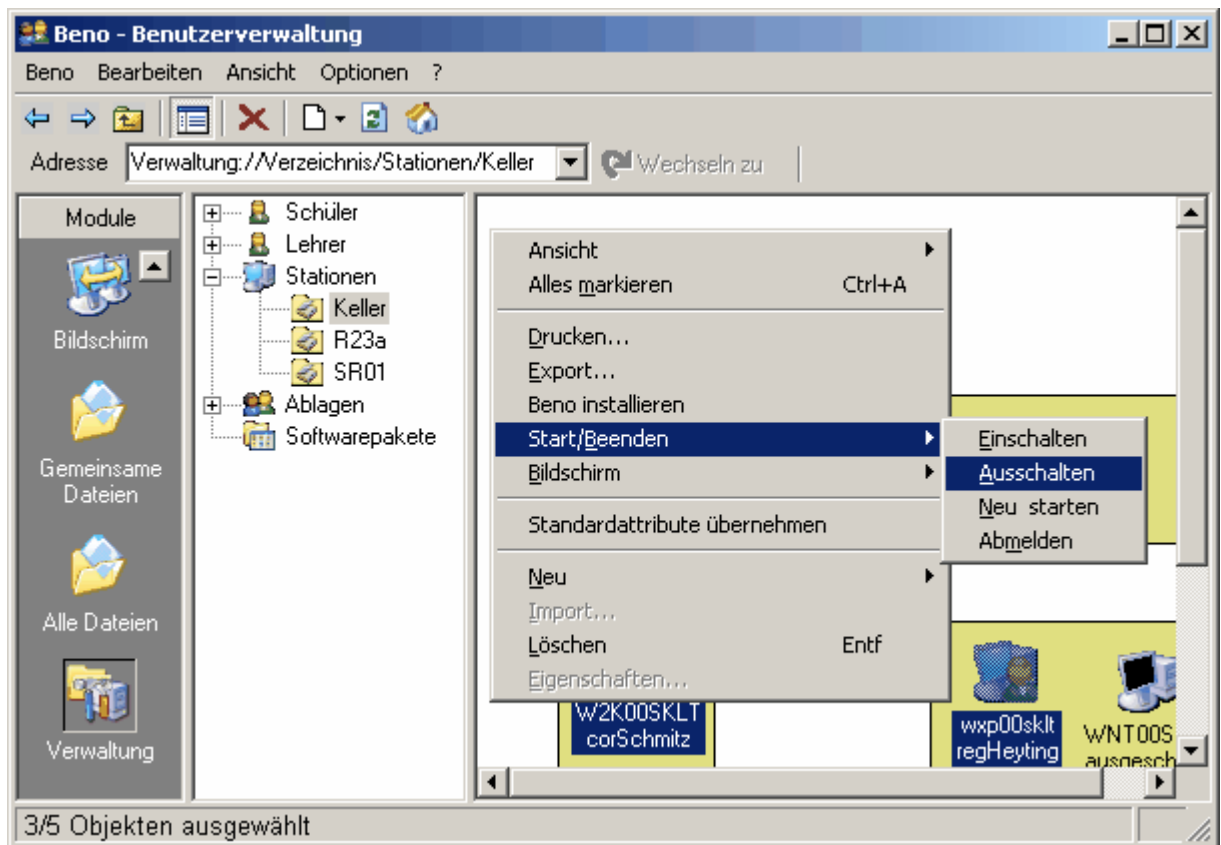 Beno - Benutzerverwaltung
Beno Bearbeiten Ansicht Optionen ?
Adresse Verwaltung://Verzeichnis/Stationen/Keller Wechseln zu
Module
Bildschirm
Gemeinsame
Dateien
Alle Dateien
Verwaltung
Schüler
Lehrer
Stationen
Keller
R23a
SR01
Ablagen
Softwarepakete
Ansicht
Alles markieren Ctrl+A
Drucken...
Export...
Beno installieren
Start/Beenden
Bildschirm
Standardattribute übernehmen
Neu
Import...
Löschen Entf
Eigenschaften...
Einschalten
Ausschalten
Neu starten
Abmelden
W2K00SKLT
corSchmitz
wxp00sklt
regHeyting
WNT00S
ausgesch
3/5 Objekten ausgewählt